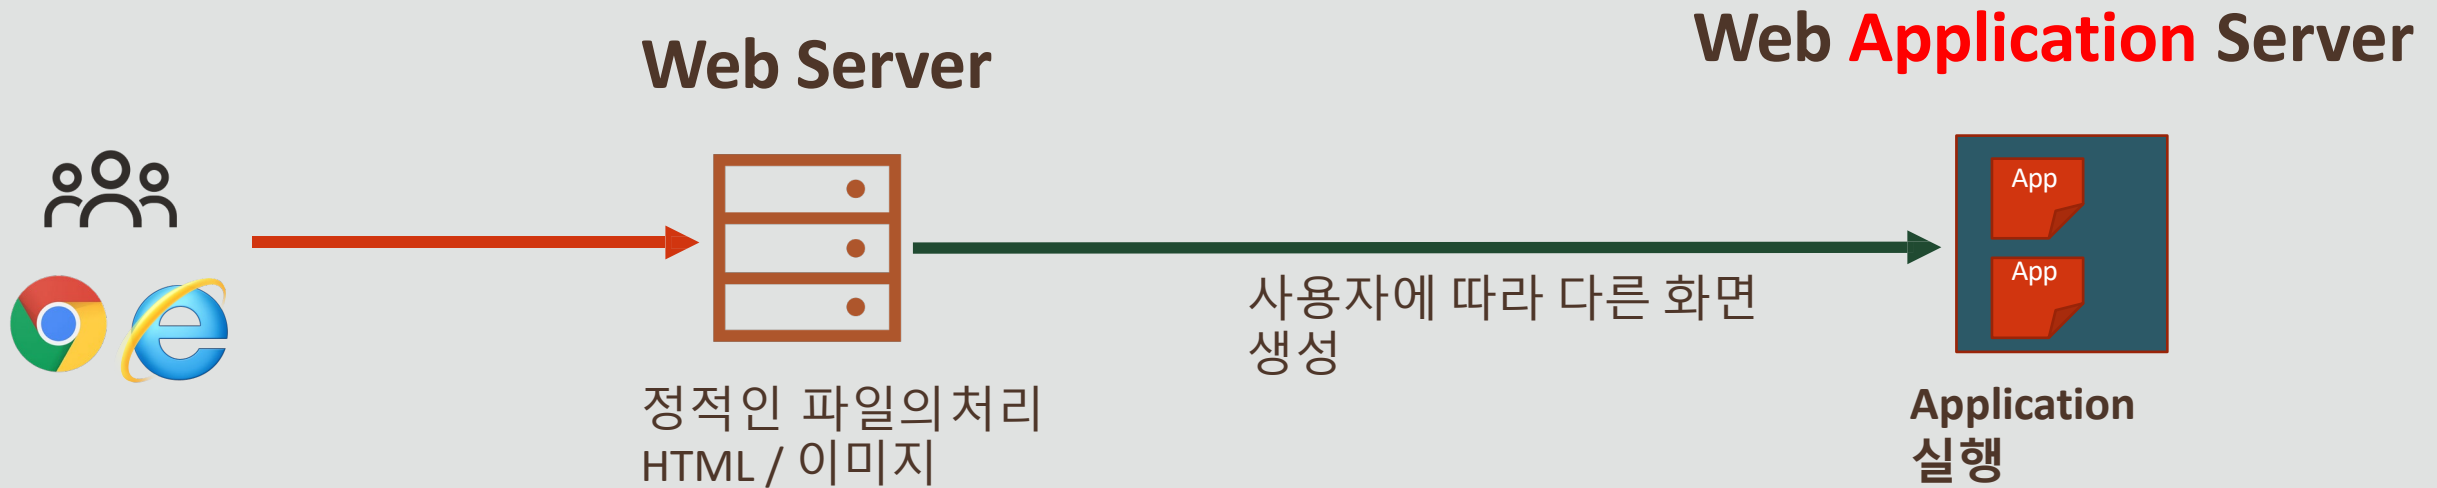 Web Server
Web Application Server
App
App
사용자에 따라 다른 화면
생성
정적인 파일의처리
HTML / 이미지
Application
실행